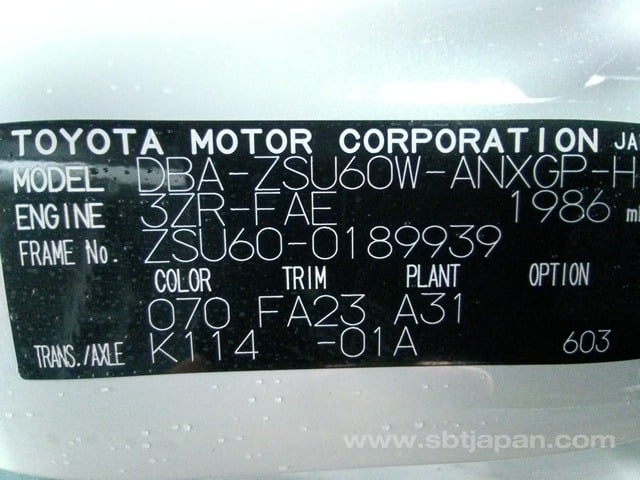 TOYOTA MOTOR CORPORATION JA
MODEL DBA-ZSU60W-ANXGP-H
ENGINE 3ZR-FAE 1986 m
FRAME No. ZSU60-0189939
COLOR TRIM PLANT OPTION
070 FA23 A31
TRANS./AXLE K114 -01A 603
www.sbtjapan.com